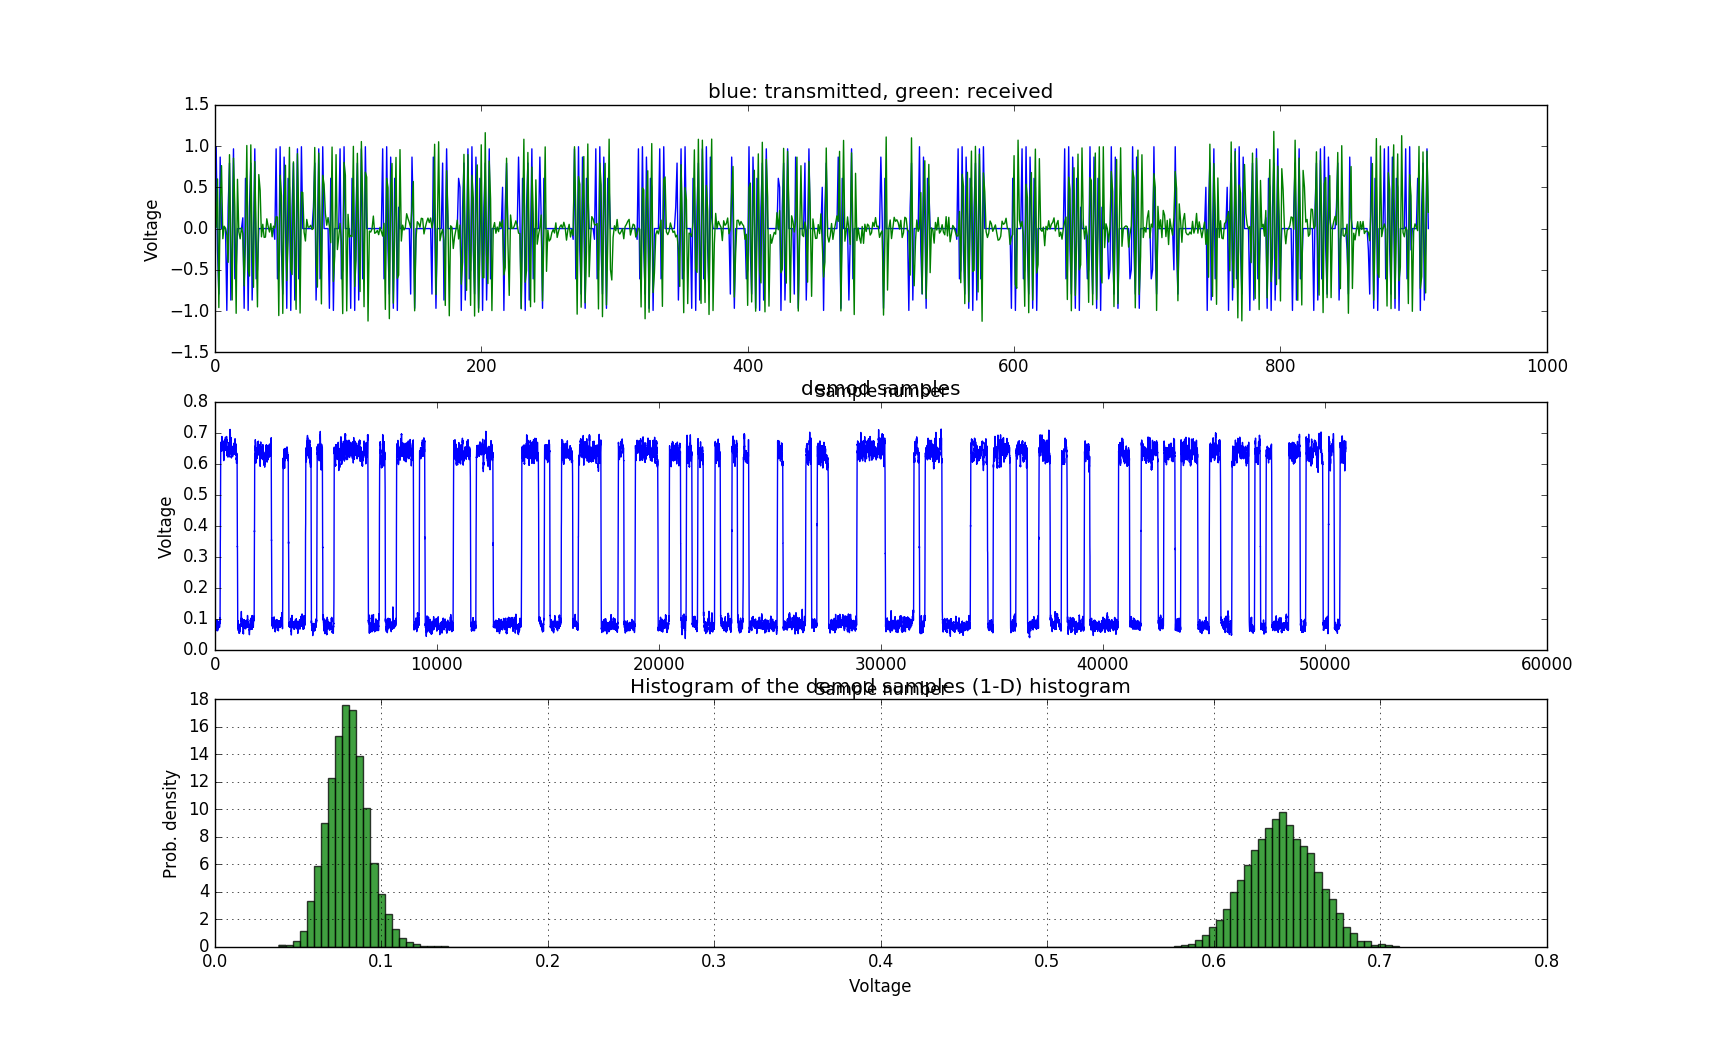 blue: transmitted, green: received
1.5
1.0
0.5
0.0
−0.5
−1.0
−1.5
Voltage
0 200 400 600 800 1000
Sample number
demod samples
0.8
0.7
0.6
0.5
0.4
0.3
0.2
0.1
0.0
Voltage
0 10000 20000 30000 40000 50000 60000
Sample number
Histogram of the demod samples (1-D) histogram
18
16
14
12
10
8
6
4
2
0
Prob. density
0.0 0.1 0.2 0.3 0.4 0.5 0.6 0.7 0.8
Voltage